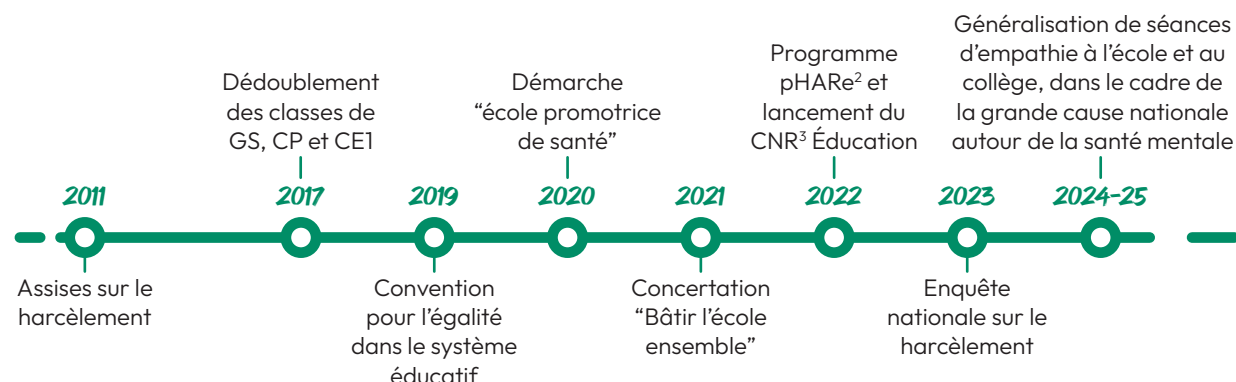 Généralisation de séances
d'empathie à l'école et au
collège, dans le cadre de
la grande cause nationale
autour de la santé mentale
Programme
pHARe² et
lancement du
CNR³ Éducation
Dédoublement
des classes de
GS, CP et CE1
Démarche
“école promotrice
de santé”
2011
2017
2019
2020
2021
2022
2023
2024-25
Assises sur le
harcèlement
Convention
pour l'égalité
dans le système
éducatif
Concertation
“Bâtir l'école
ensemble”
Enquête
nationale sur le
harcèlement